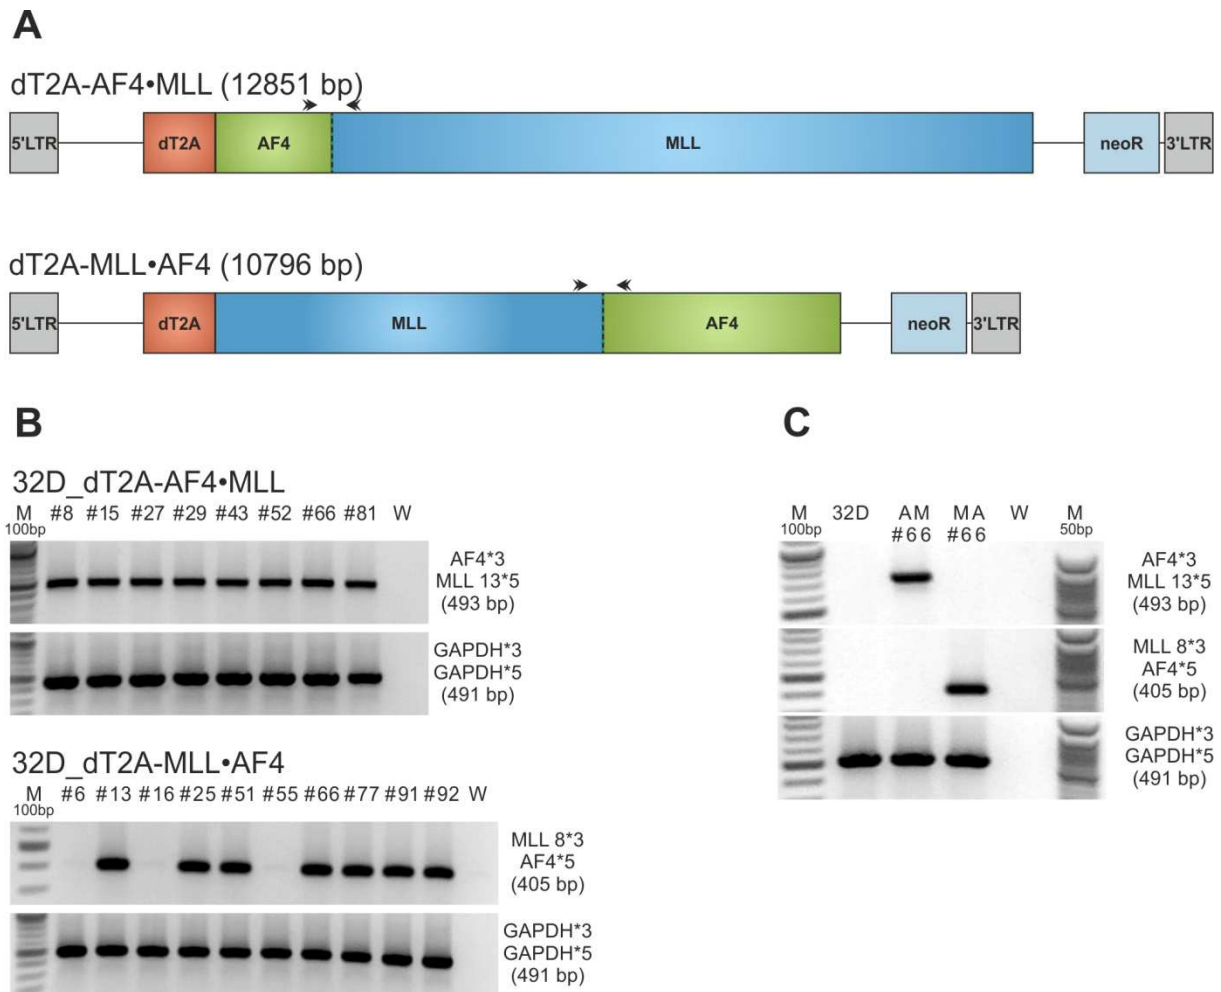 A
dT2A-AF4•MLL (12851 bp)
5'LTR dT2A AF4 MLL neoR 3'LTR
dT2A-MLL•AF4 (10796 bp)
5'LTR dT2A MLL AF4 neoR 3'LTR
B
32D_dT2A-AF4•MLL
M #8 #15 #27 #29 #43 #52 #66 #81 W
100bp
AF4*3
MLL 13*5
(493 bp)
GAPDH*3
GAPDH*5
(491 bp)
32D_dT2A-MLL•AF4
M #6 #13 #16 #25 #51 #55 #66 #77 #91 #92 W
100bp
MLL 8*3
AF4*5
(405 bp)
GAPDH*3
GAPDH*5
(491 bp)
C
M 32D AM MA W M
100bp #66 #66 50bp
AF4*3
MLL 13*5
(493 bp)
MLL 8*3
AF4*5
(405 bp)
GAPDH*3
GAPDH*5
(491 bp)